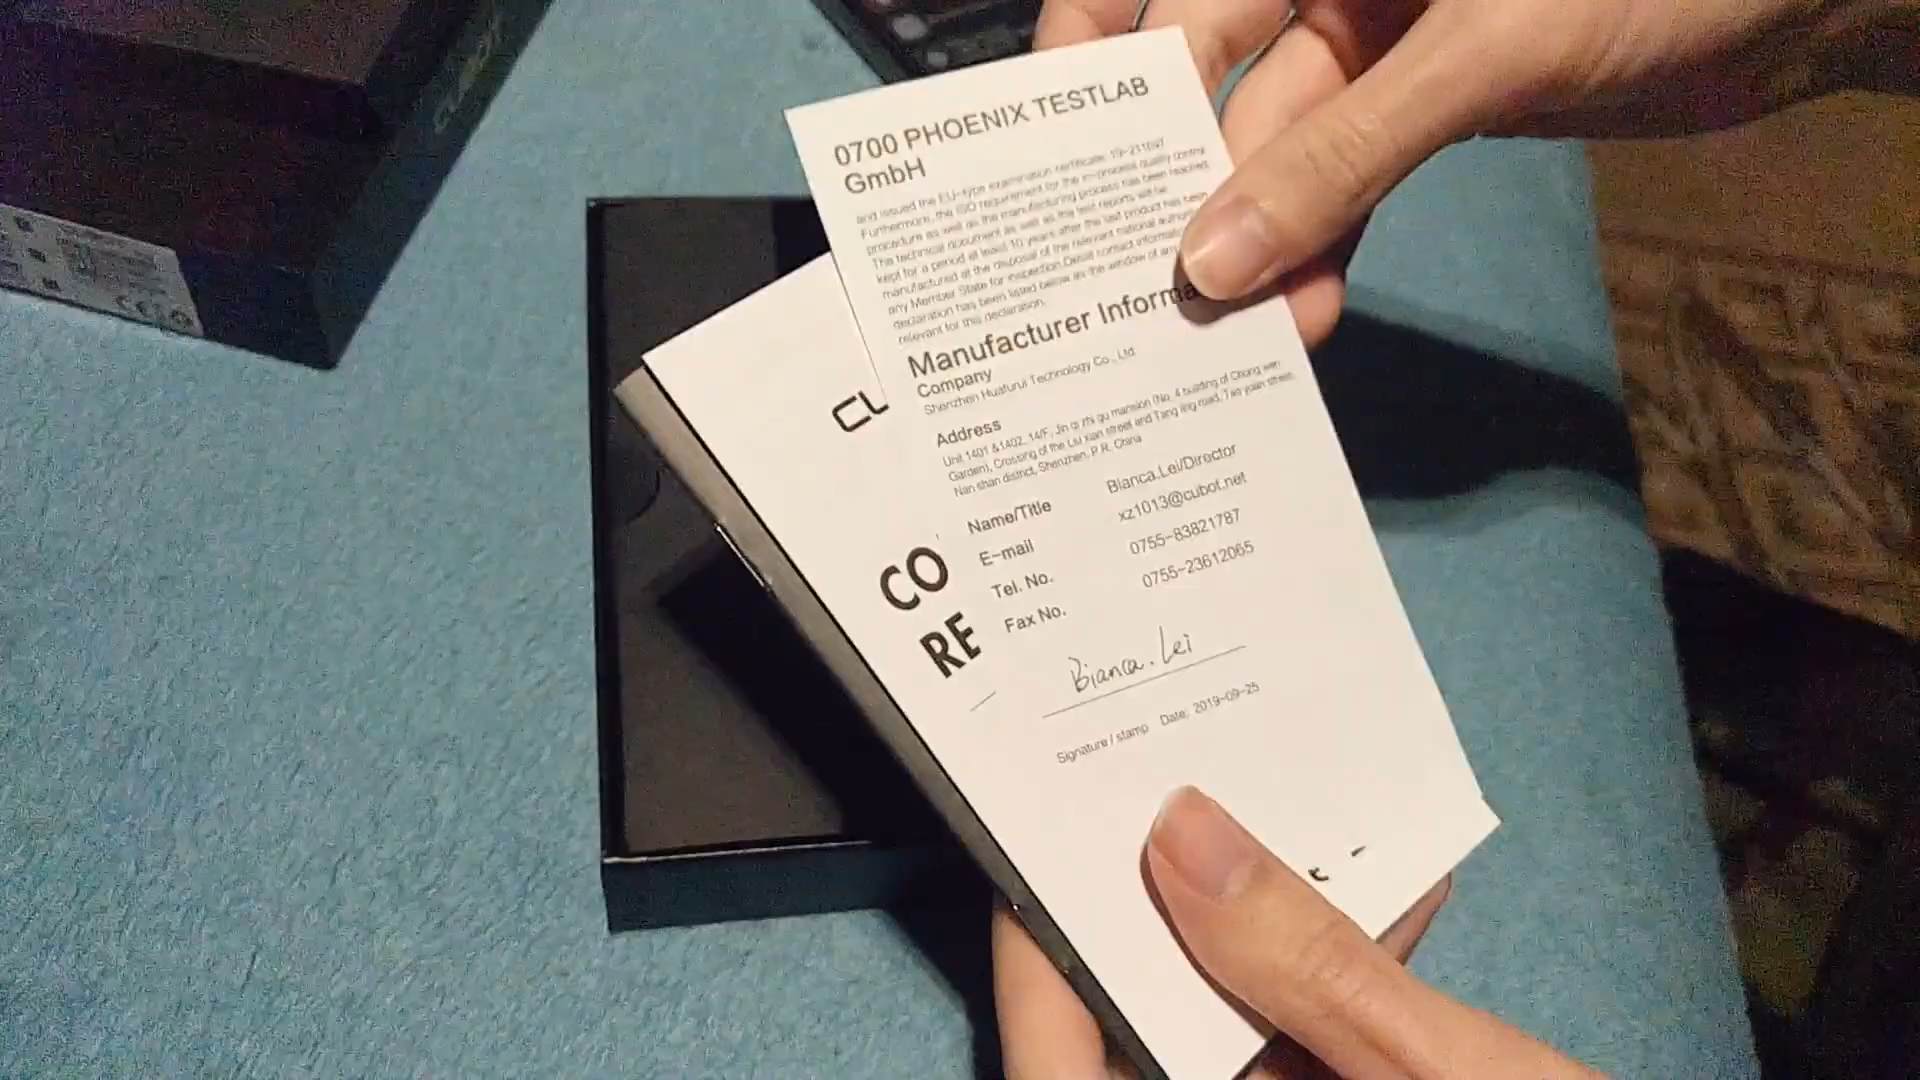 0700 PHOENIX TESTLAB
GmbH
and issued the EU-type examination certificate:
Furthermore, the ISO requirement for the in-process quality control
procedure as well as the manufacturing process has been reached.
The technical document as well as the test reports will be
kept for a period at least 10 years after the last product has been
manufactured at the disposal of the relevant national
any Member State for inspection.Detail contact
declaration has been listed below as the window of any
relevant for this declaration.
Manufacturer Informa
Company
Shenzhen Huafurui Technology Co., Ltd.
Address
Unit 1401 &1402, 14/F, Jin qi zhi gu mansion (No. 4 building of Chong wen
Garden), Crossing of the Liu xian street and Tang ling road, Tao yuan street,
Nan shan district, Shenzhen, P.R. China
Name/Title Bianca.Lei/Director
E-mail xz1013@cubot.net
Tel. No. 0755-83821787
Fax No. 0755-23612065
Bianca.Lei
Signature / stamp Date: 2019-09-25
CU
CO
RE